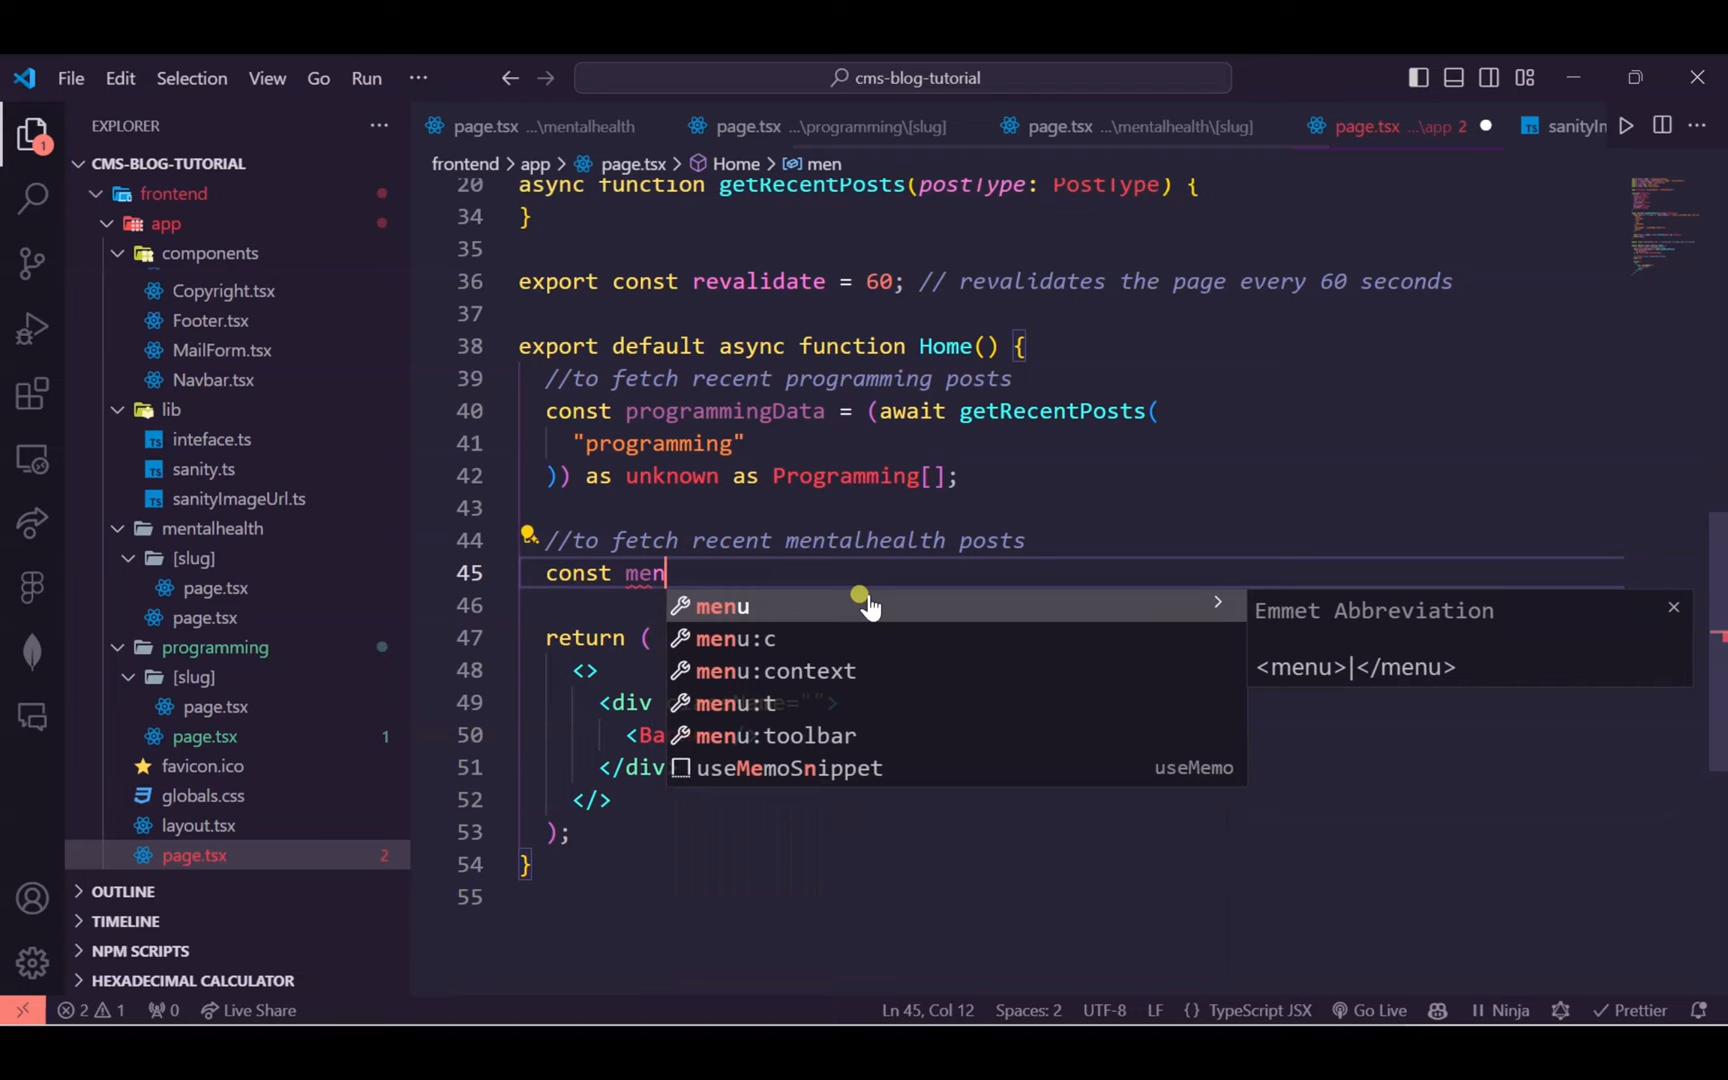 File Edit Selection View Go Run ··· cms-blog-tutorial
EXPLORER ···
1
CMS-BLOG-TUTORIAL
frontend
app
components
Copyright.tsx
Footer.tsx
MailForm.tsx
Navbar.tsx
lib
inteface.ts
sanity.ts
sanityImageUrl.ts
mentalhealth
[slug]
page.tsx
page.tsx
programming
[slug]
page.tsx
page.tsx 1
favicon.ico
globals.css
layout.tsx
page.tsx 2
OUTLINE
TIMELINE
NPM SCRIPTS
HEXADECIMAL CALCULATOR
page.tsx ...\mentalhealth page.tsx ...\programming\[slug] page.tsx ...\mentalhealth\[slug] page.tsx ...\app 2 sanityIn
frontend > app > page.tsx > Home > men
20 async function getRecentPosts(postType: PostType) {
34 }
35
36 export const revalidate = 60; // revalidates the page every 60 seconds
37
38 export default async function Home() {
39 //to fetch recent programming posts
40 const programmingData = (await getRecentPosts(
41 "programming"
42 )) as unknown as Programming[];
43
44 //to fetch recent mentalhealth posts
45 const men
46 menu
47 return ( menu:c
48 <> menu:context
49 <div menu:t
50 <Ba menu:toolbar
51 </div useMemoSnippet useMemo
52 </>
53 );
54 }
55
Emmet Abbreviation
<menu>|</menu>
2 1 0 Live Share Ln 45, Col 12 Spaces: 2 UTF-8 LF {} TypeScript JSX Go Live Ninja Prettier